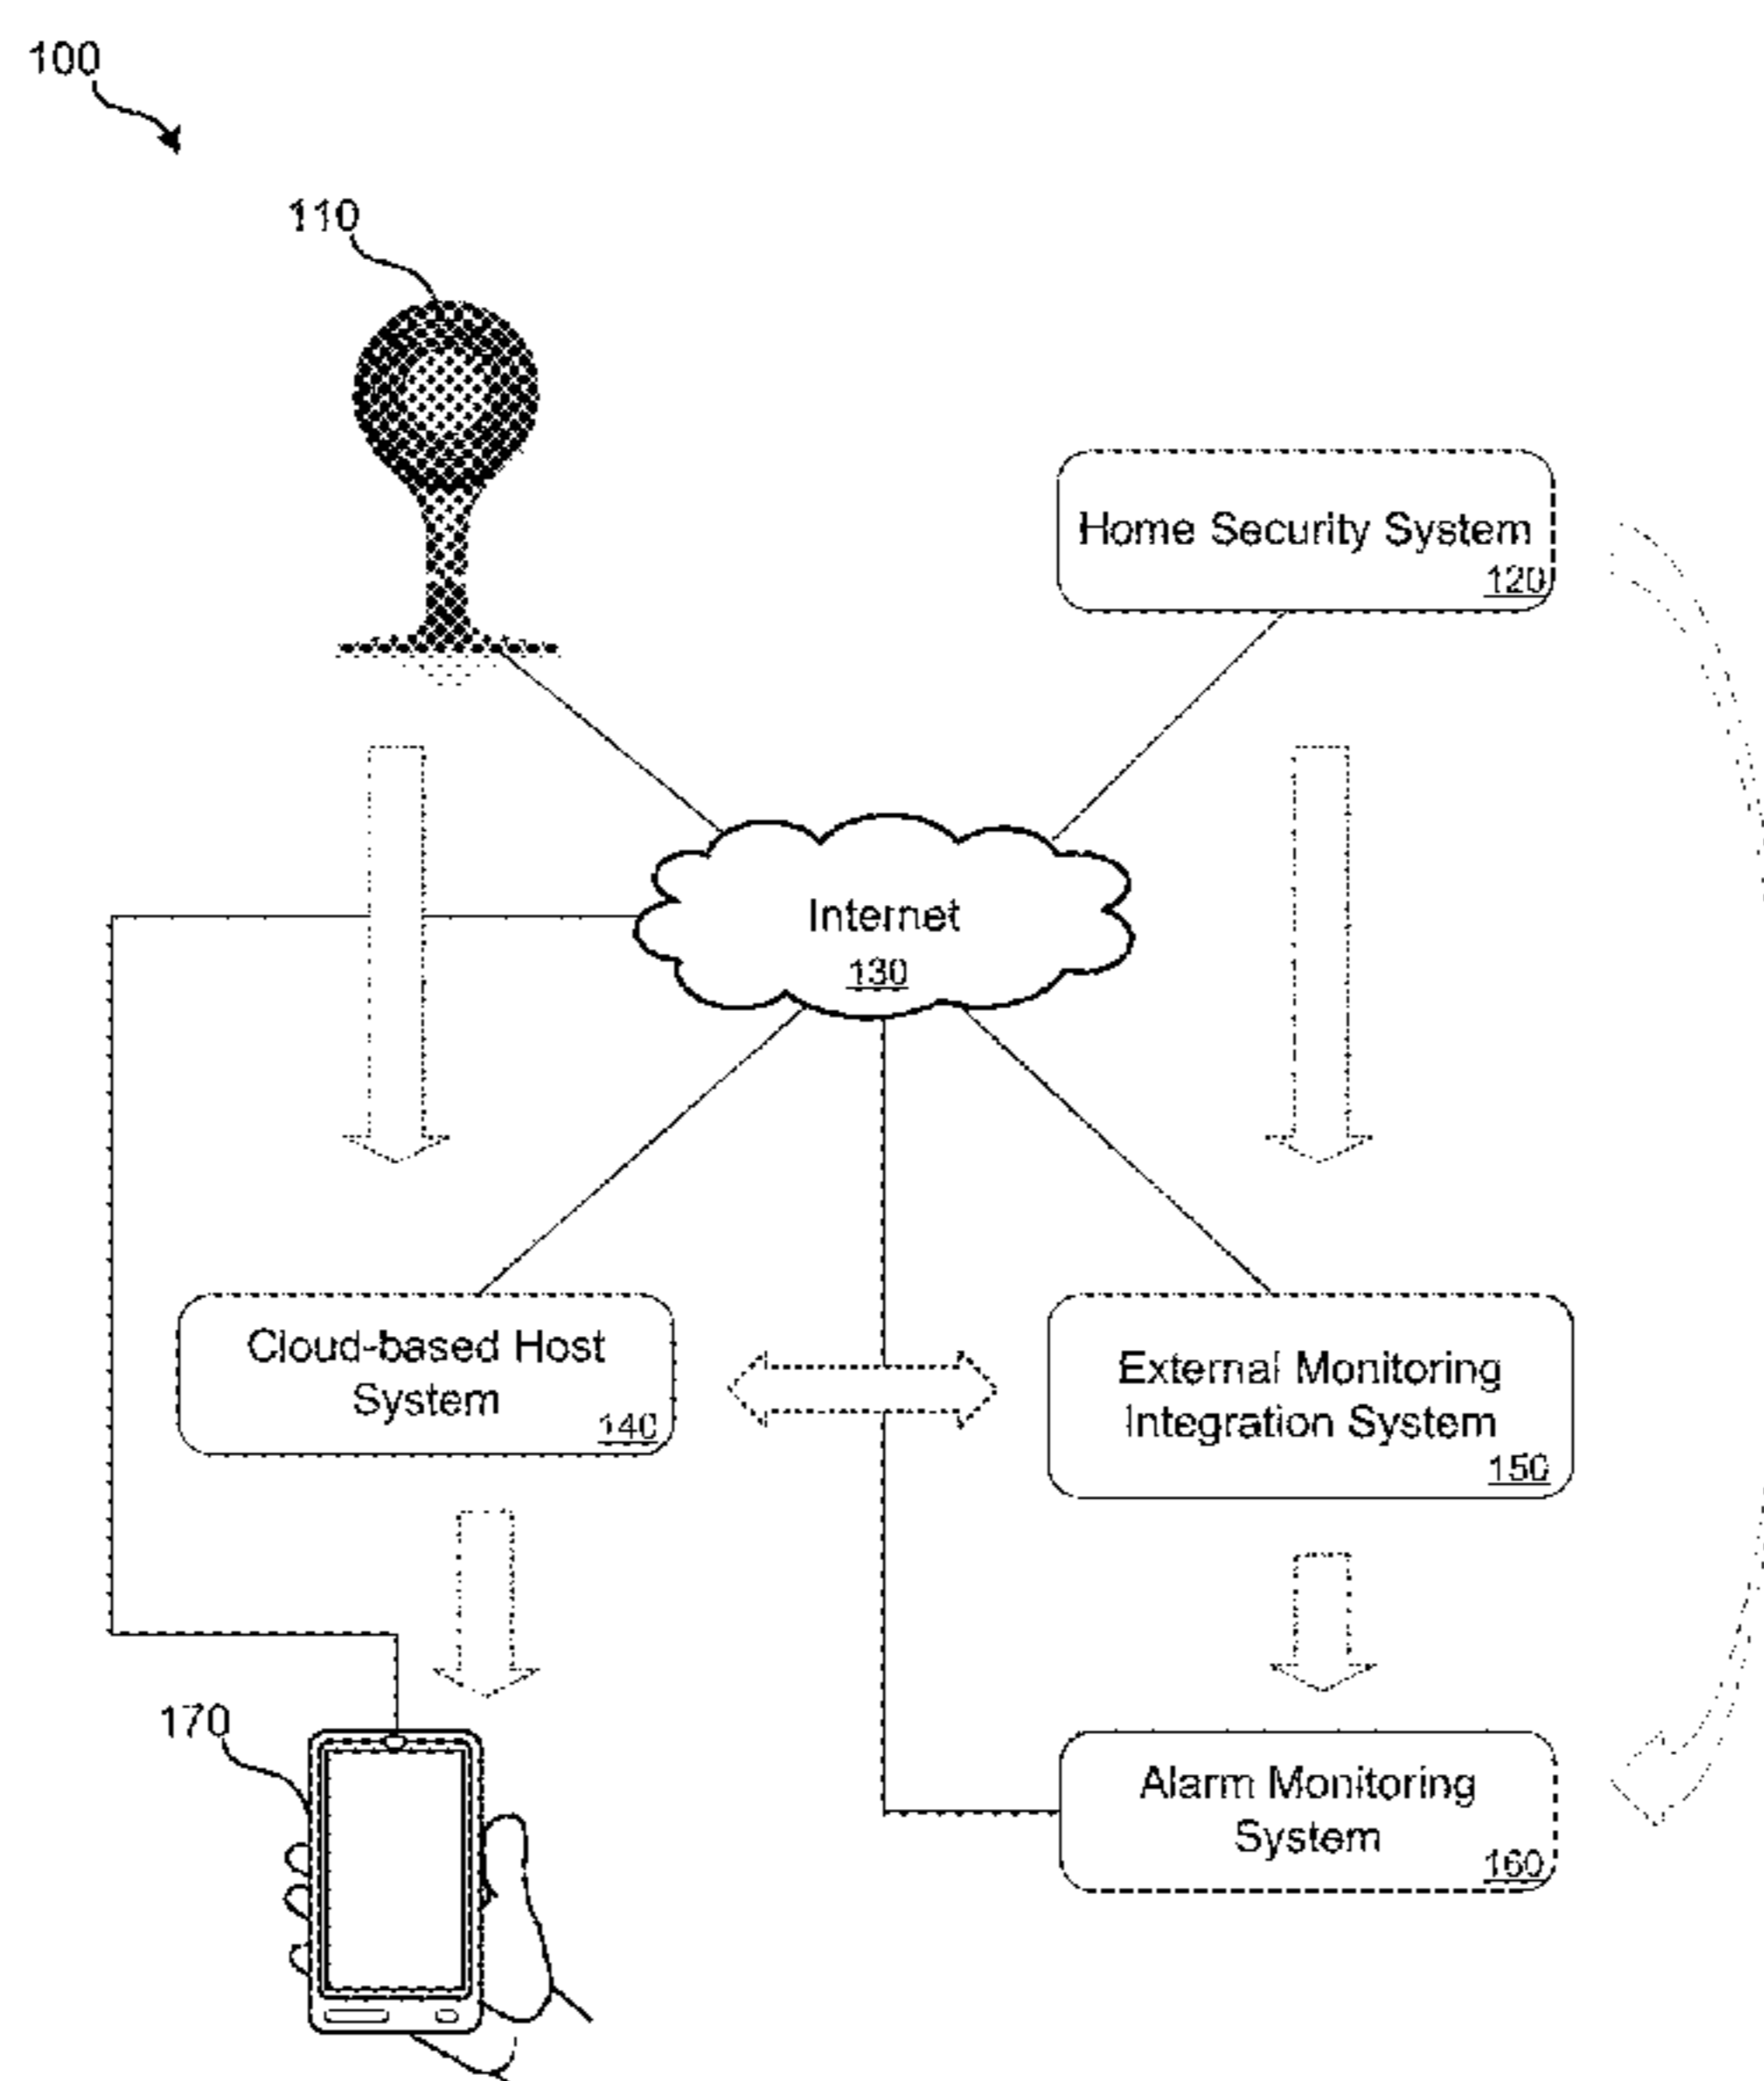 100
110
Home Security System
120
Internet
130
Cloud-based Host
System
140
External Monitoring
Integration System
150
170
Alarm Monitoring
System
160